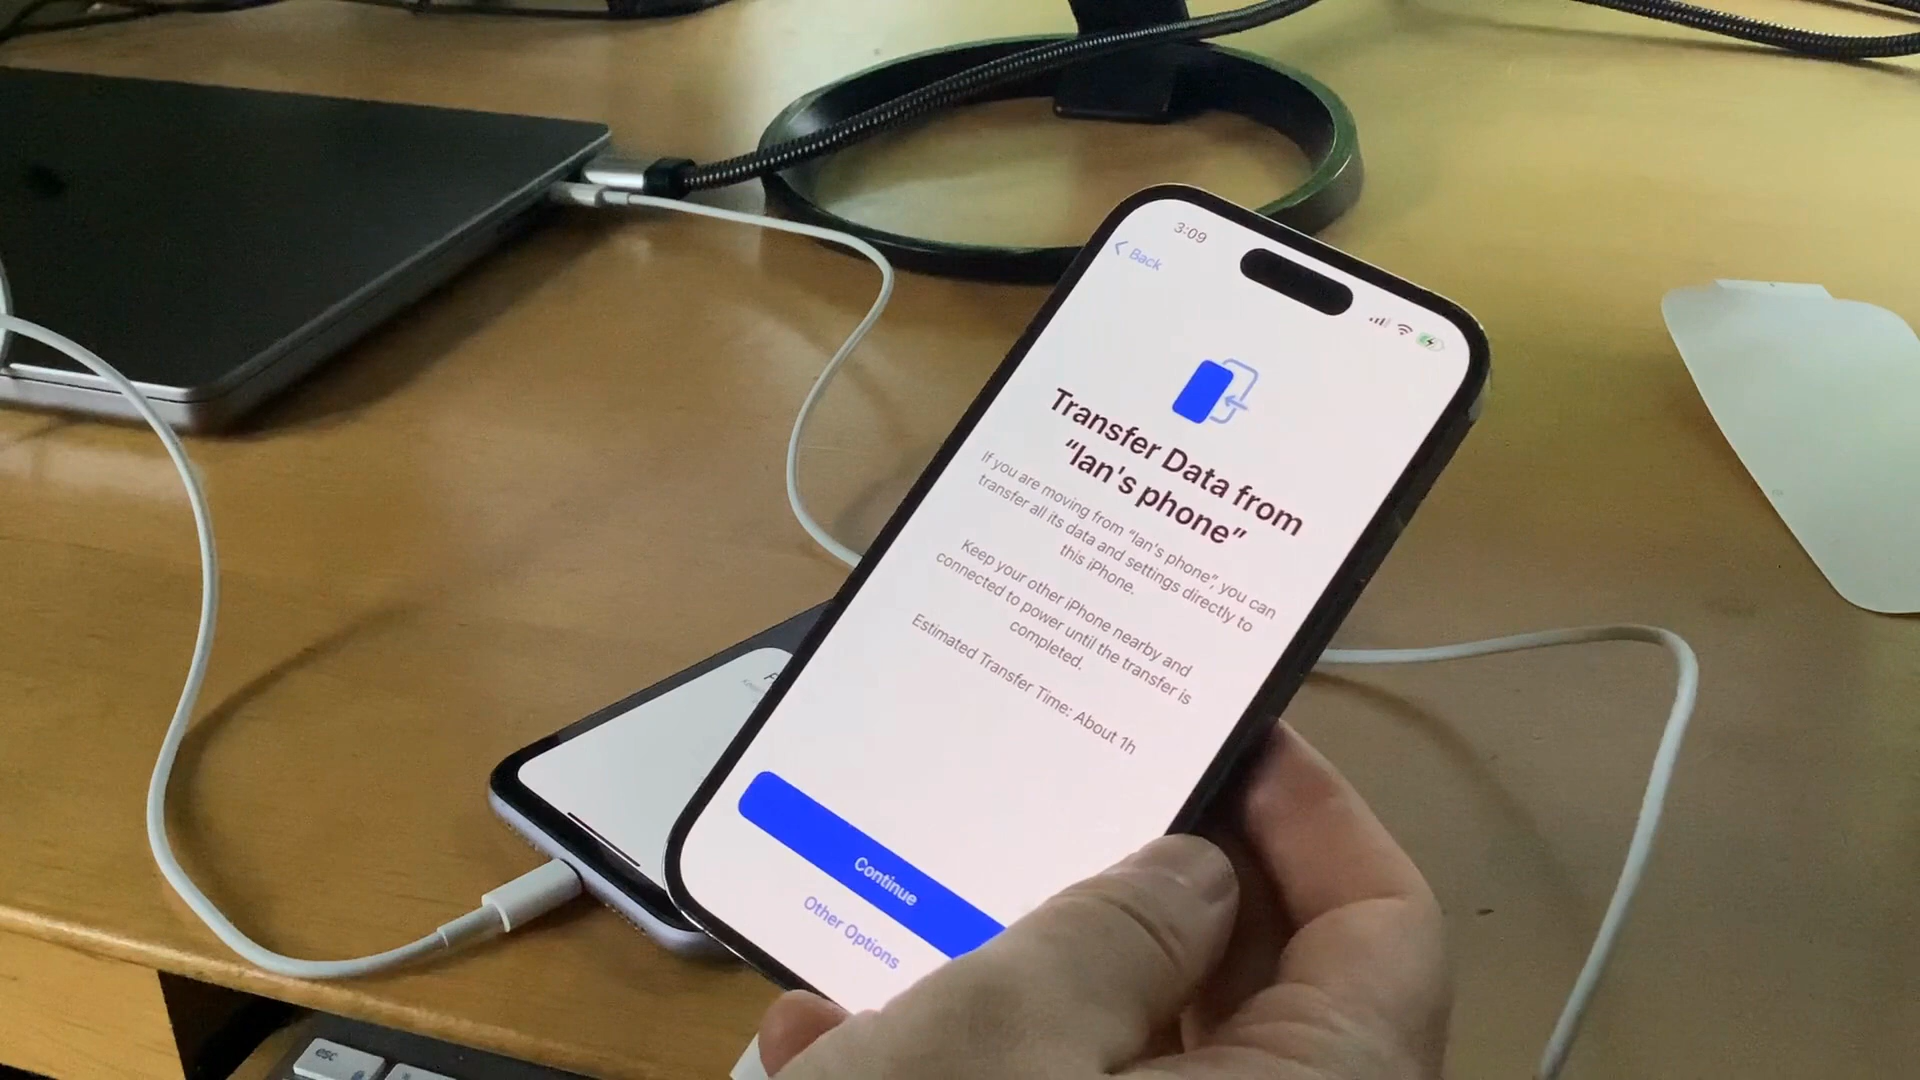 3:09
Back
Transfer Data from
“Ian's phone”
If you are moving from “Ian's phone”, you can
transfer all its data and settings directly to
this iPhone.
Keep your other iPhone nearby and
connected to power until the transfer is
completed.
Estimated Transfer Time: About 1h
Continue
Other Options
esc